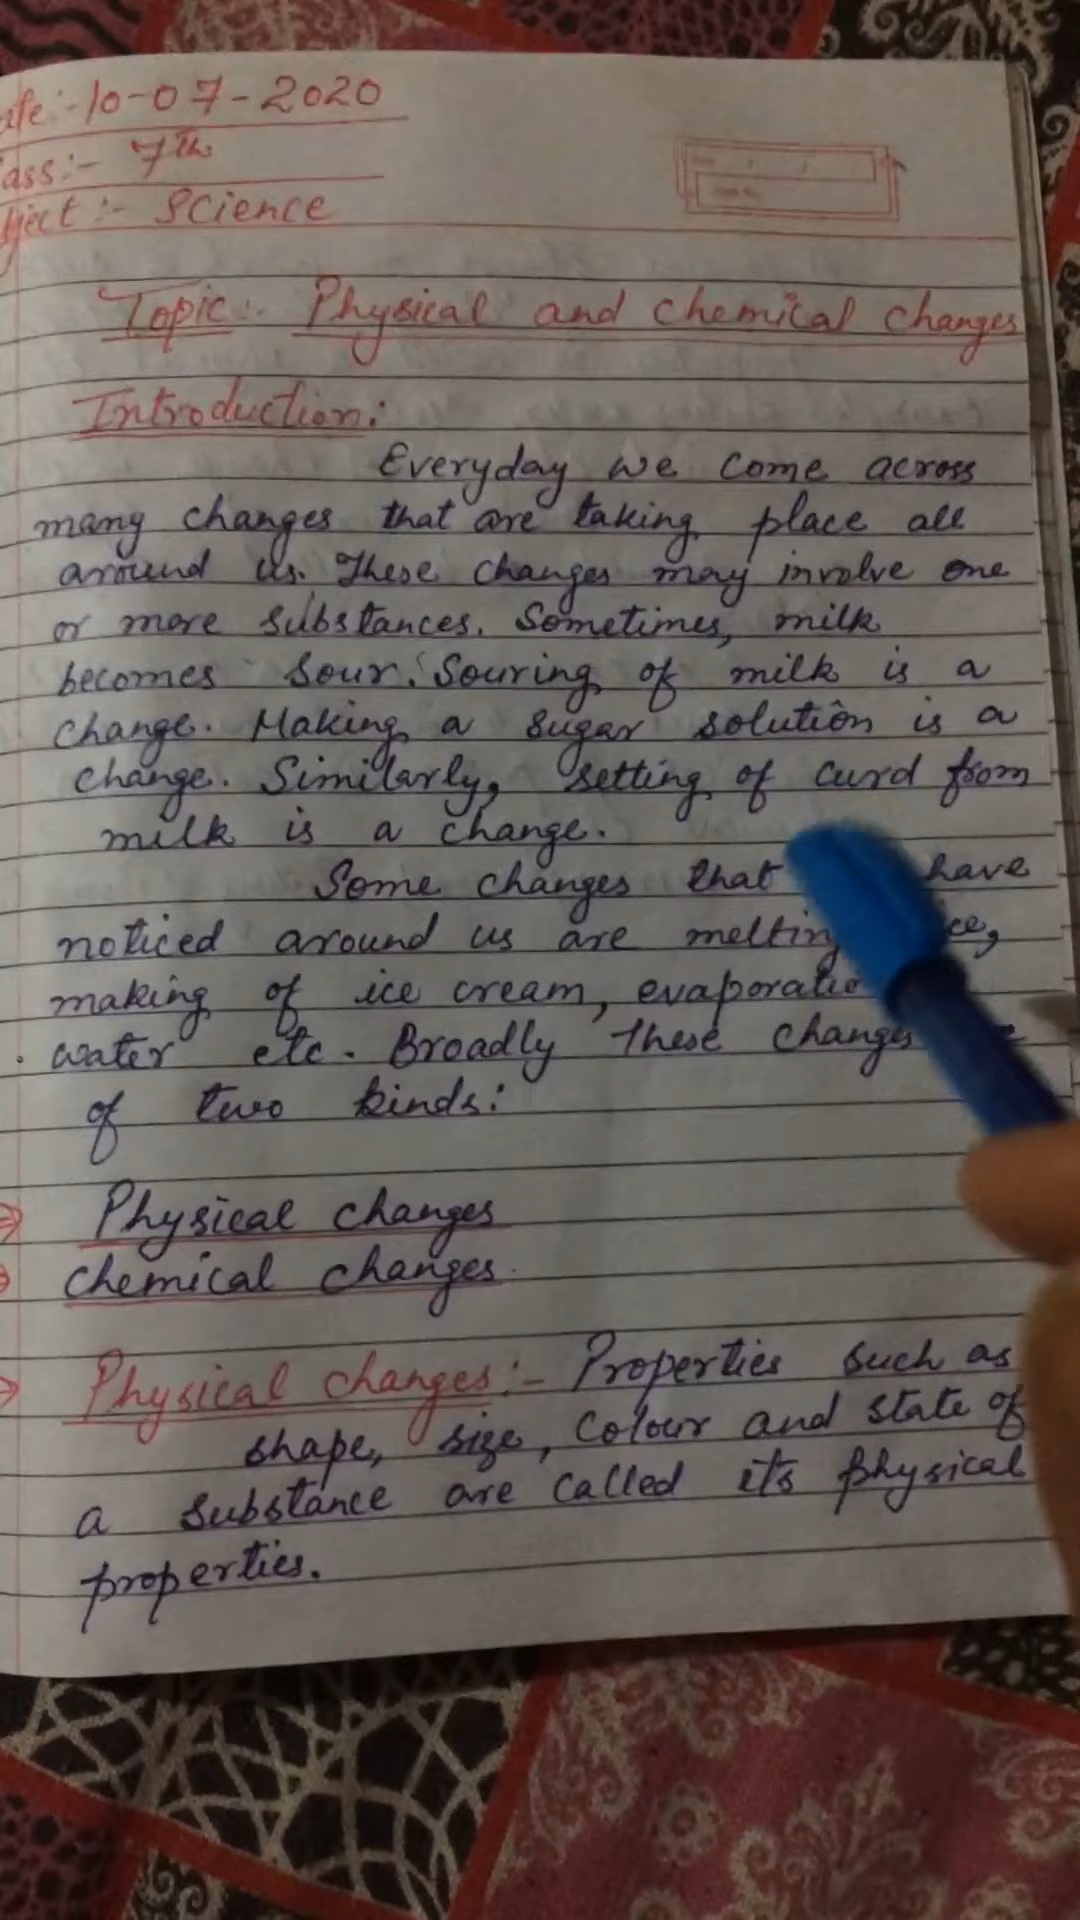 ate:- 10-07-2020
ass:- 7th
bject:- Science
Topic:- Physical and Chemical changes
Introduction:
Everyday we come across
many changes that are taking place all
around us. These changes may involve one
or more substances. Sometimes, milk
becomes sour. Souring of milk is a
change. Making a sugar solution is a
change. Similarly, setting of curd from
milk is a change.
Some changes that have
noticed around us are melting ce,
making of ice cream, evaporatio
water etc. Broadly these changes
of two kinds:
⇒ Physical changes
⇒ Chemical changes.
⇒ Physical changes:- Properties such as
shape, size, colour and state of
a substance are called its physical
properties.